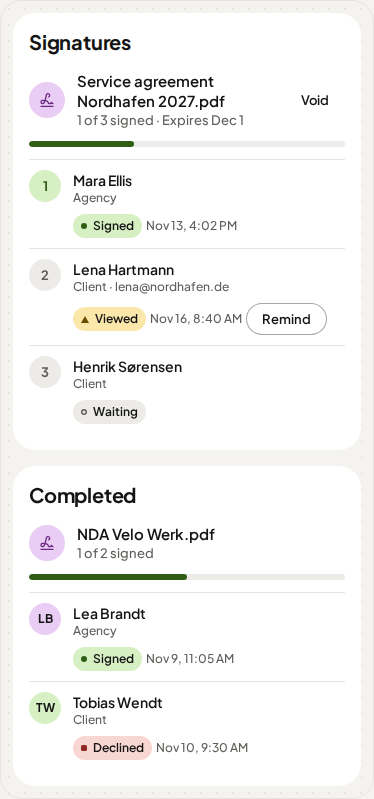 Signatures
Service agreement
Nordhafen 2027.pdf
Void
1 of 3 signed · Expires Dec 1
1
Mara Ellis
Agency
Signed Nov 13, 4:02 PM
2
Lena Hartmann
Client · lena@nordhafen.de
Viewed Nov 16, 8:40 AM Remind
3
Henrik Sørensen
Client
Waiting
Completed
NDA Velo Werk.pdf
1 of 2 signed
LB
Lea Brandt
Agency
Signed Nov 9, 11:05 AM
TW
Tobias Wendt
Client
Declined Nov 10, 9:30 AM